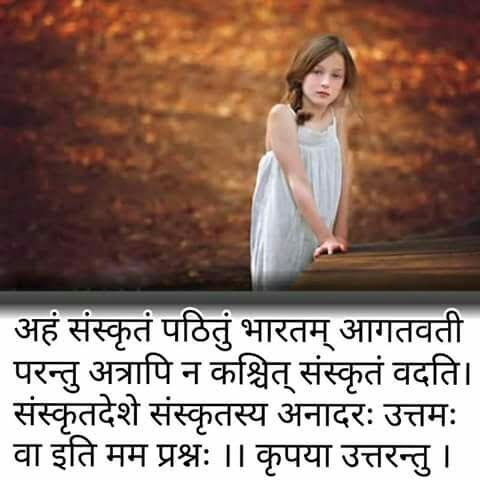 अहं संस्कृतं पठितुं भारतम् आगतवती
परन्तु अत्रापि न कश्चित् संस्कृतं वदति।
संस्कृतदेशे संस्कृतस्य अनादरः उत्तमः
वा इति मम प्रश्नः ।। कृपया उत्तरन्तु ।